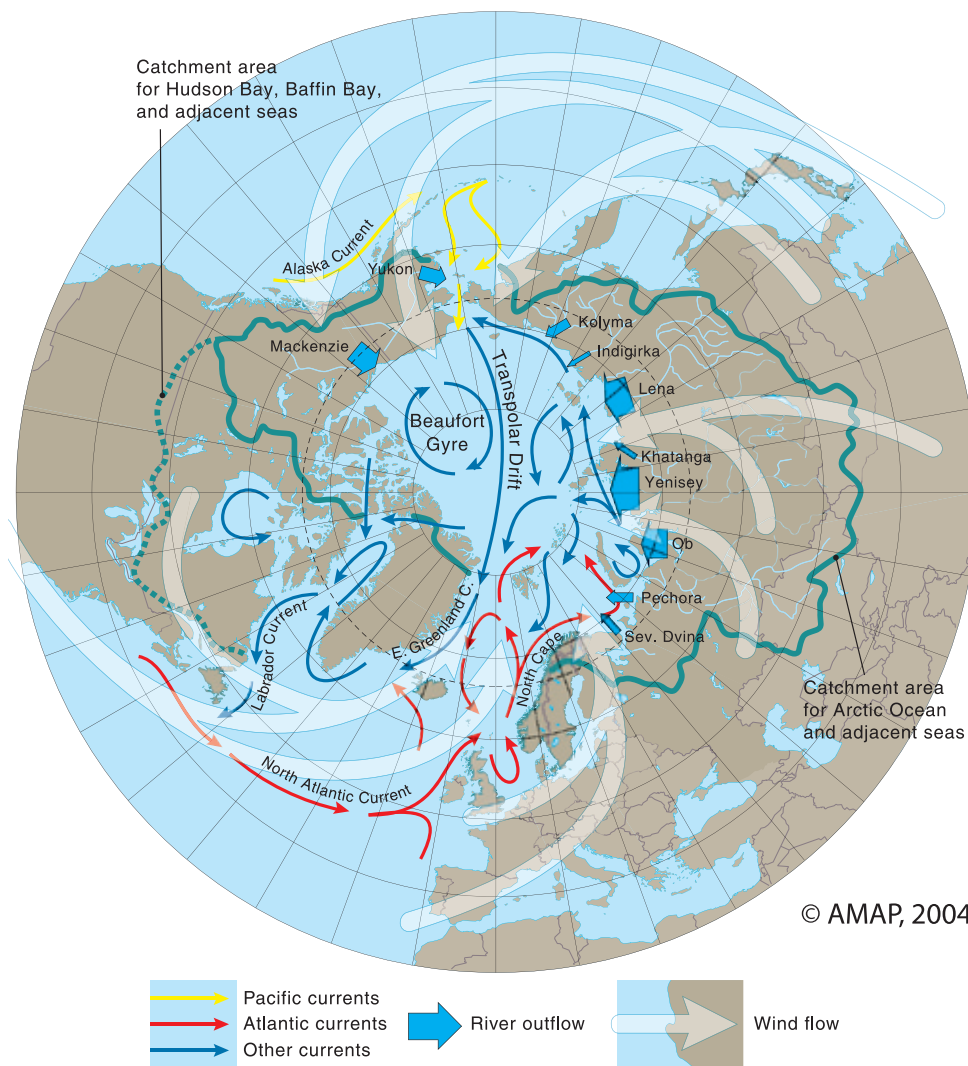 Catchment area
for Hudson Bay, Baffin Bay,
and adjacent seas
Alaska Current
Yukon
Mackenzie
Kolyma
Indigirka
Lena
Transpolar Drift
Beaufort
Gyre
Khatanga
Yenisey
Ob
Pechora
Sev. Dvina
E. Greenland C.
North Cape
Labrador Current
North Atlantic Current
Catchment area
for Arctic Ocean
and adjacent seas
© AMAP, 2004
Pacific currents
Atlantic currents
Other currents
River outflow
Wind flow